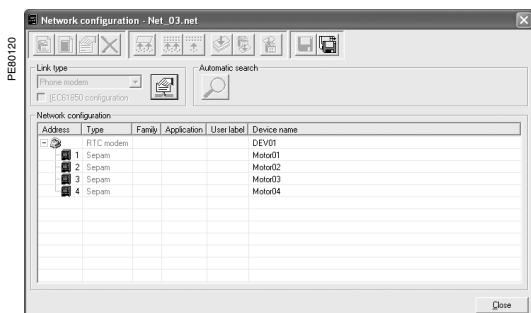 Network configuration - Net_03.net
PE80120
Link type
Automatic search
Phone modem
IEC61850 configuration
Network configuration
Address Type Family Application User label Device name
RTC modem DEV01
1 Sepam Motor01
2 Sepam Motor02
3 Sepam Motor03
4 Sepam Motor04
Close